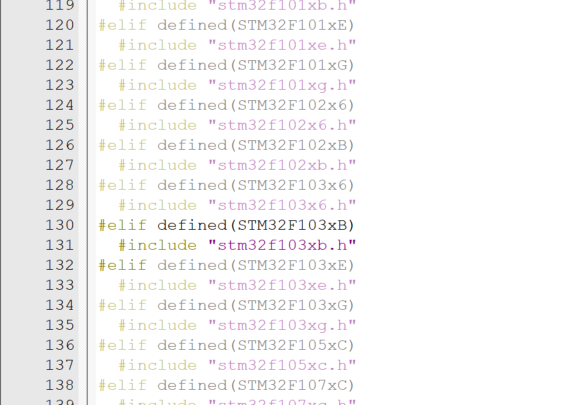 119 #include "stm32f101xb.h"
120 #elif defined(STM32F101xE)
121 #include "stm32f101xe.h"
122 #elif defined(STM32F101xG)
123 #include "stm32f101xg.h"
124 #elif defined(STM32F102x6)
125 #include "stm32f102x6.h"
126 #elif defined(STM32F102xB)
127 #include "stm32f102xb.h"
128 #elif defined(STM32F103x6)
129 #include "stm32f103x6.h"
130 #elif defined(STM32F103xB)
131 #include "stm32f103xb.h"
132 #elif defined(STM32F103xE)
133 #include "stm32f103xe.h"
134 #elif defined(STM32F103xG)
135 #include "stm32f103xg.h"
136 #elif defined(STM32F105xC)
137 #include "stm32f105xc.h"
138 #elif defined(STM32F107xC)
139 #include "stm32f107xc.h"